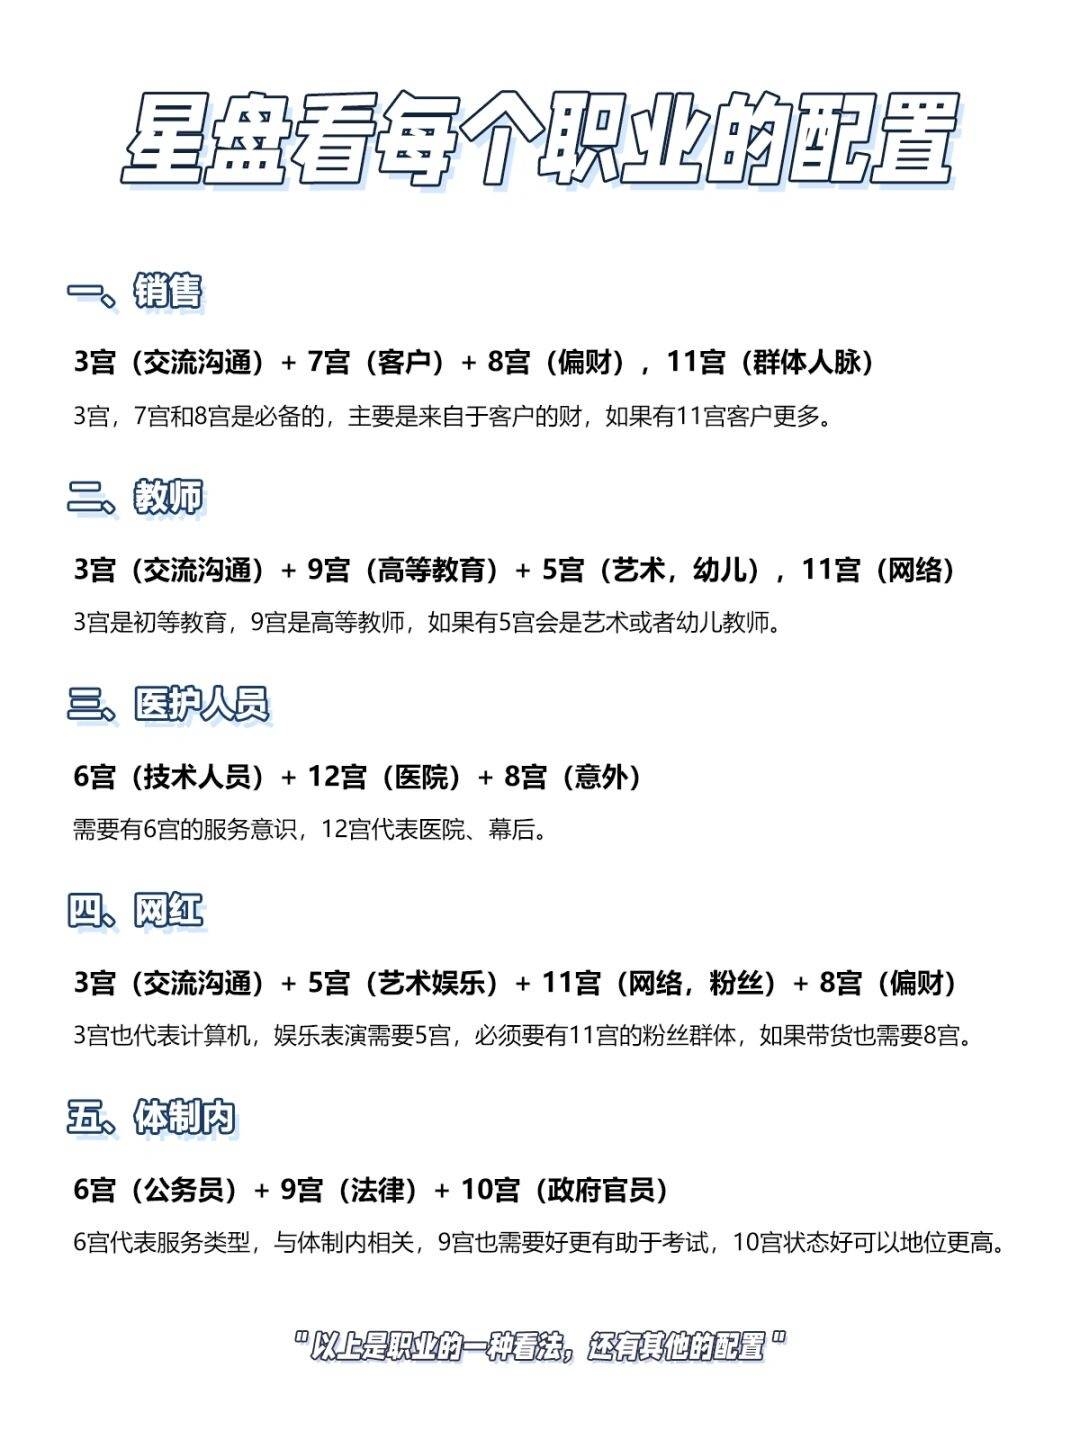 星盘看每个职业的配置
一、销售
3宫（交流沟通）+ 7宫（客户）+ 8宫（偏财），11宫（群体人脉）
3宫，7宫和8宫是必备的，主要是来自于客户的财，如果有11宫客户更多。
二、教师
3宫（交流沟通）+ 9宫（高等教育）+ 5宫（艺术，幼儿），11宫（网络）
3宫是初等教育，9宫是高等教师，如果有5宫会是艺术或者幼儿教师。
三、医护人员
6宫（技术人员）+ 12宫（医院）+ 8宫（意外）
需要有6宫的服务意识，12宫代表医院、幕后。
四、网红
3宫（交流沟通）+ 5宫（艺术娱乐）+ 11宫（网络，粉丝）+ 8宫（偏财）
3宫也代表计算机，娱乐表演需要5宫，必须要有11宫的粉丝群体，如果带货也需要8宫。
五、体制内
6宫（公务员）+ 9宫（法律）+ 10宫（政府官员）
6宫代表服务类型，与体制内相关，9宫也需要好更有助于考试，10宫状态好可以地位更高。
"以上是职业的一种看法，还有其他的配置"